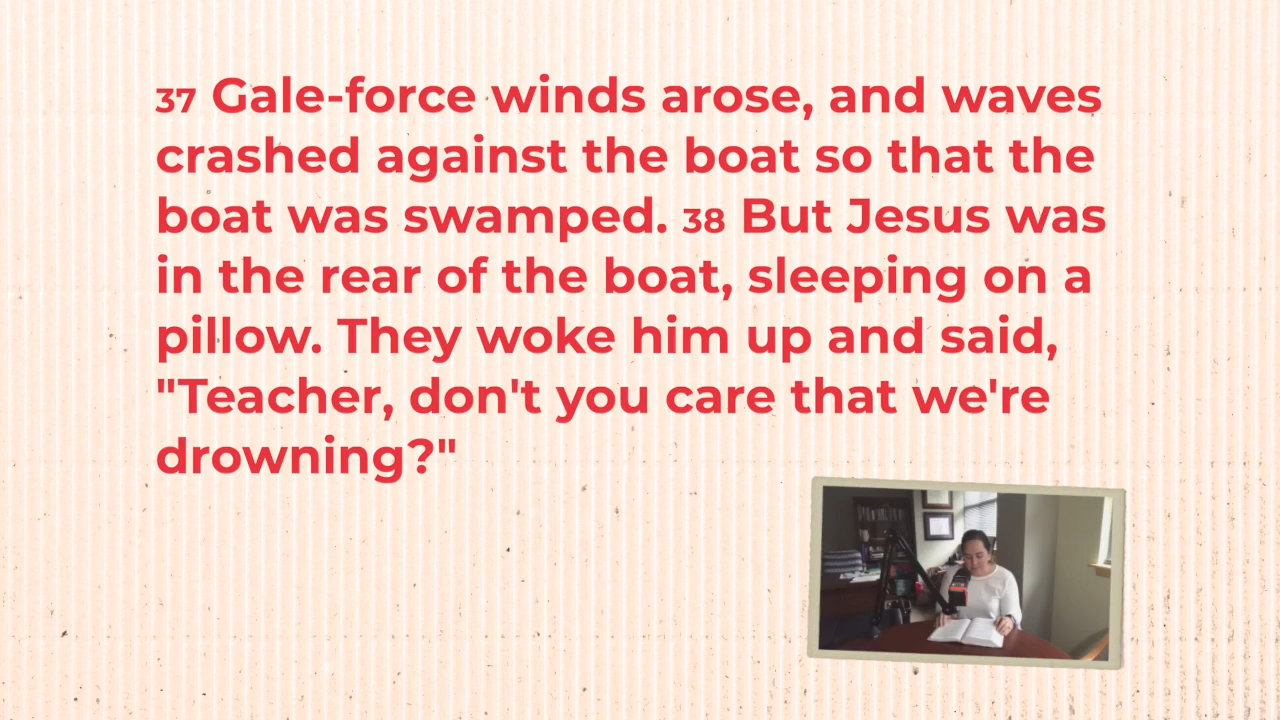 37 Gale-force winds arose, and waves
crashed against the boat so that the
boat was swamped. 38 But Jesus was
in the rear of the boat, sleeping on a
pillow. They woke him up and said,
"Teacher, don't you care that we're
drowning?"